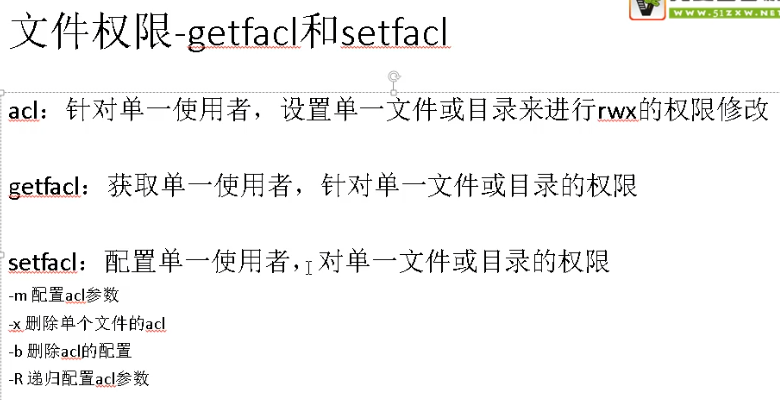 WWW.51ZXW.NET
文件权限-getfacl和setfacl
acl：针对单一使用者，设置单一文件或目录来进行rwx的权限修改
getfacl：获取单一使用者，针对单一文件或目录的权限
setfacl：配置单一使用者，对单一文件或目录的权限
-m 配置acl参数
-x 删除单个文件的acl
-b 删除acl的配置
-R 递归配置acl参数